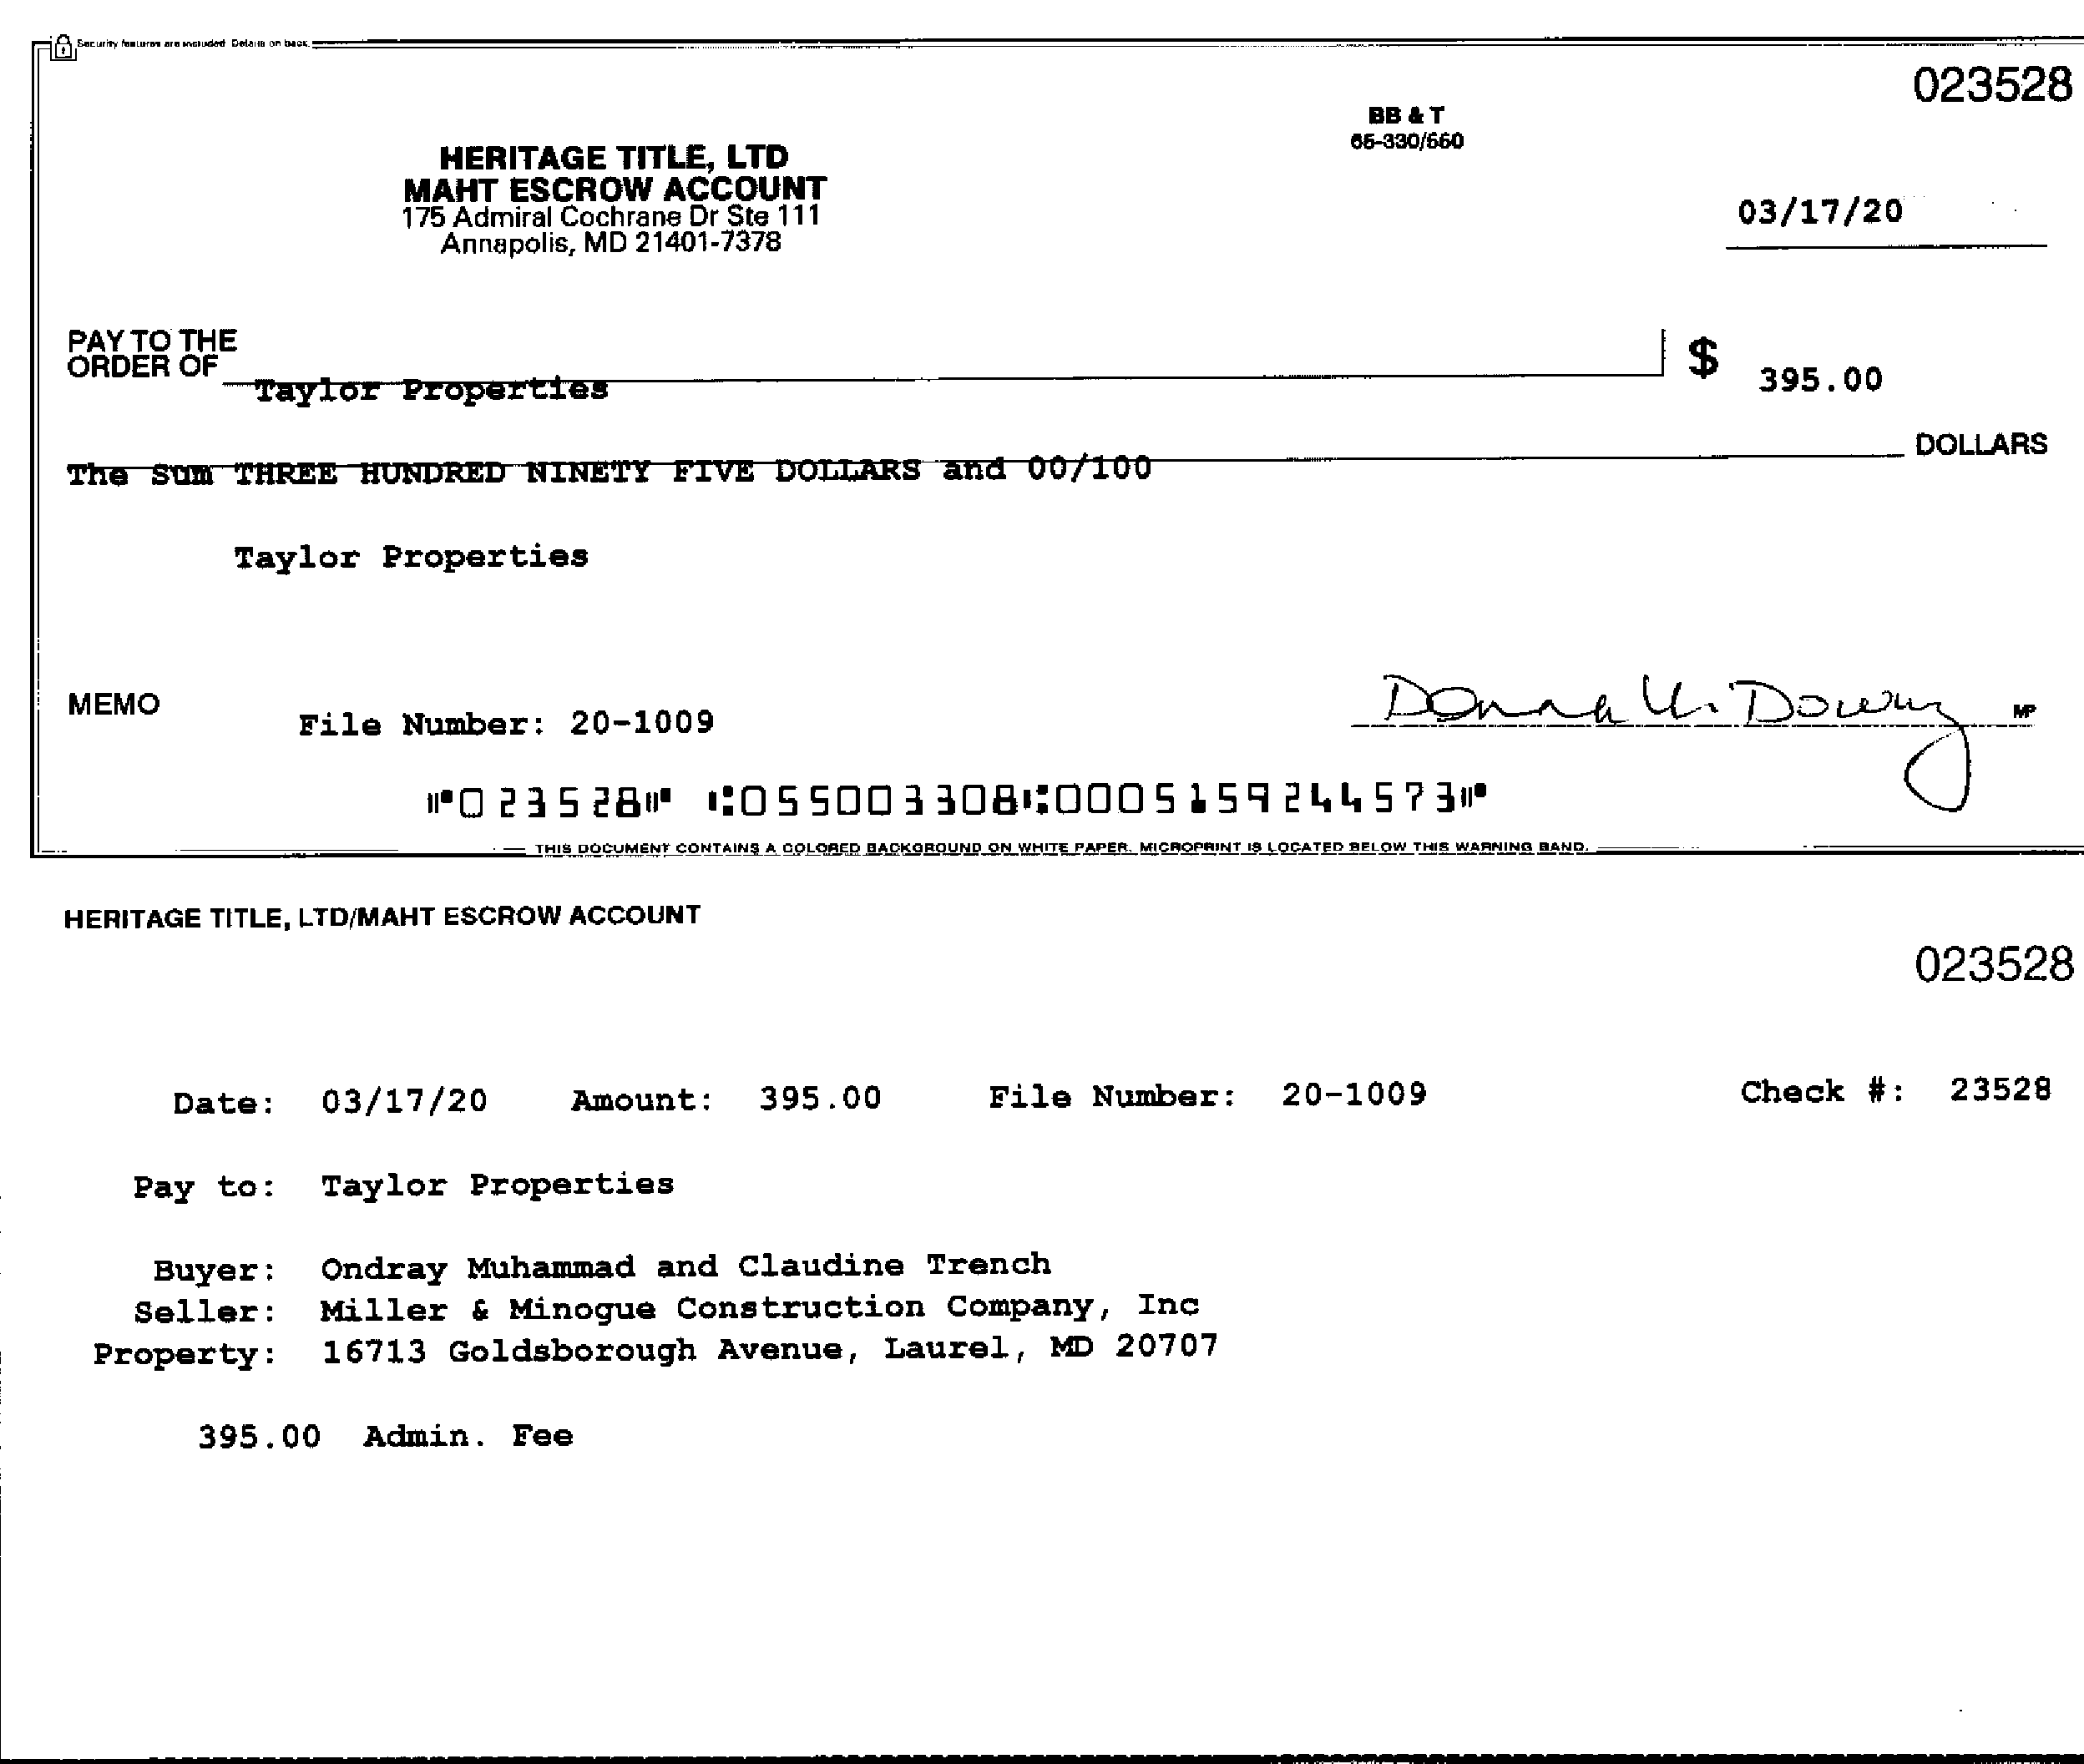 Security features are included. Details on back.
023528
BB & T
65-330/550
HERITAGE TITLE, LTD
MAHT ESCROW ACCOUNT
175 Admiral Cochrane Dr Ste 111
Annapolis, MD 21401-7378
03/17/20
PAY TO THE
ORDER OF
Taylor Properties
$ 395.00
The Sum THREE HUNDRED NINETY FIVE DOLLARS and 00/100 DOLLARS
Taylor Properties
MEMO
File Number: 20-1009
Donna Dowry
MP
⑈023528⑈ ⑆055003308⑆0005159244573⑈
THIS DOCUMENT CONTAINS A COLORED BACKGROUND ON WHITE PAPER. MICROPRINT IS LOCATED BELOW THIS WARNING BAND.
HERITAGE TITLE, LTD/MAHT ESCROW ACCOUNT
023528
Date: 03/17/20 Amount: 395.00 File Number: 20-1009 Check #: 23528
Pay to: Taylor Properties
Buyer: Ondray Muhammad and Claudine Trench
Seller: Miller & Minogue Construction Company, Inc
Property: 16713 Goldsborough Avenue, Laurel, MD 20707
395.00 Admin. Fee